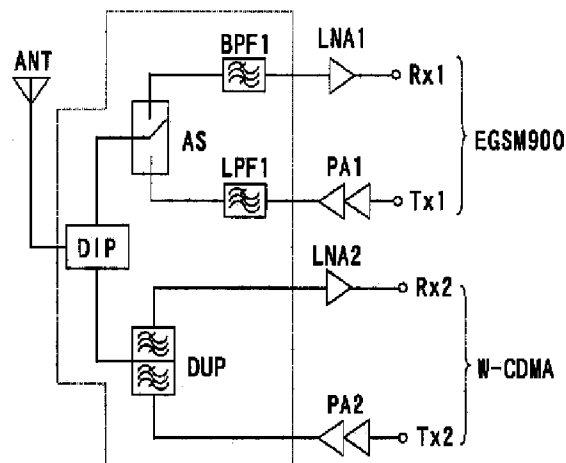 ANT
BPF1
LNA1
Rx1
AS
EGSM900
LPF1
PA1
Tx1
DIP
LNA2
Rx2
DUP
W-CDMA
PA2
Tx2